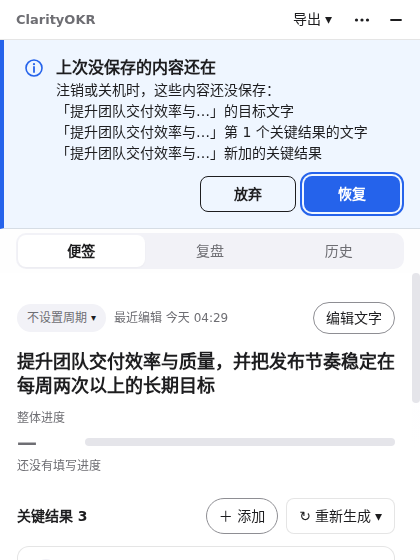 ClarityOKR
导出 ▾ ··· −
上次没保存的内容还在
注销或关机时，这些内容还没保存：
「提升团队交付效率与…」的目标文字
「提升团队交付效率与…」第 1 个关键结果的文字
「提升团队交付效率与…」新加的关键结果
放弃 恢复
便签 复盘 历史
不设置周期 ▾ 最近编辑 今天 04:29 编辑文字
提升团队交付效率与质量，并把发布节奏稳定在
每周两次以上的长期目标
整体进度
—
还没有填写进度
关键结果 3 ＋ 添加 ↻ 重新生成 ▾